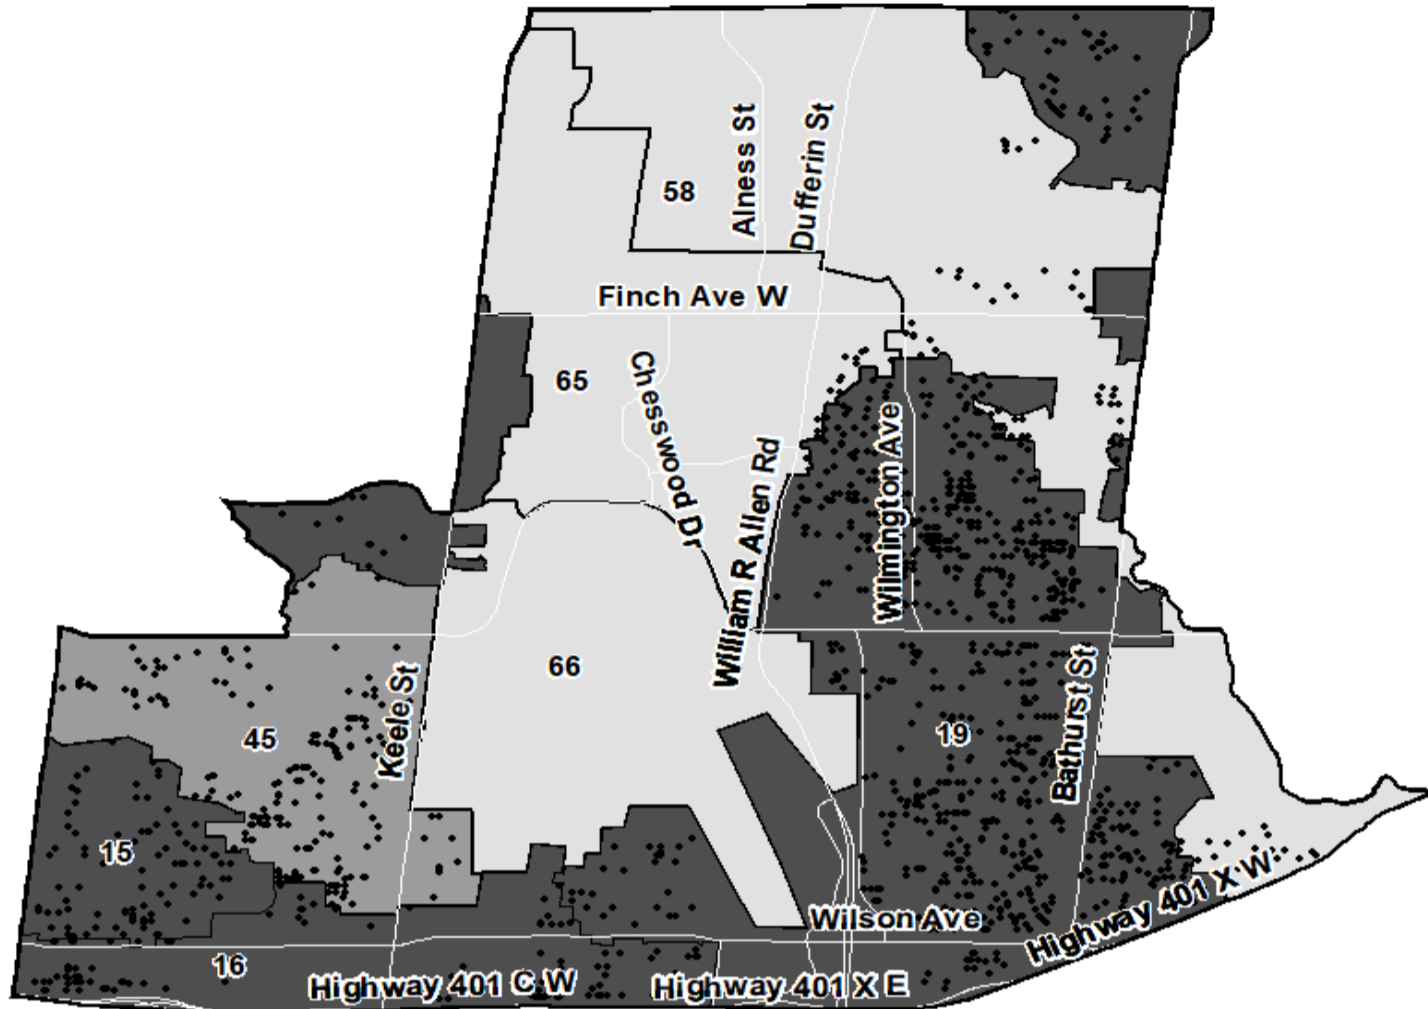 Alness St
Dufferin St
58
Finch Ave W
65
Chesswood Dr
William R Allen Rd
Wilmington Ave
66
Keele St
45
19
Bathurst St
15
Wilson Ave
Highway 401 X W
16
Highway 401 C W
Highway 401 X E